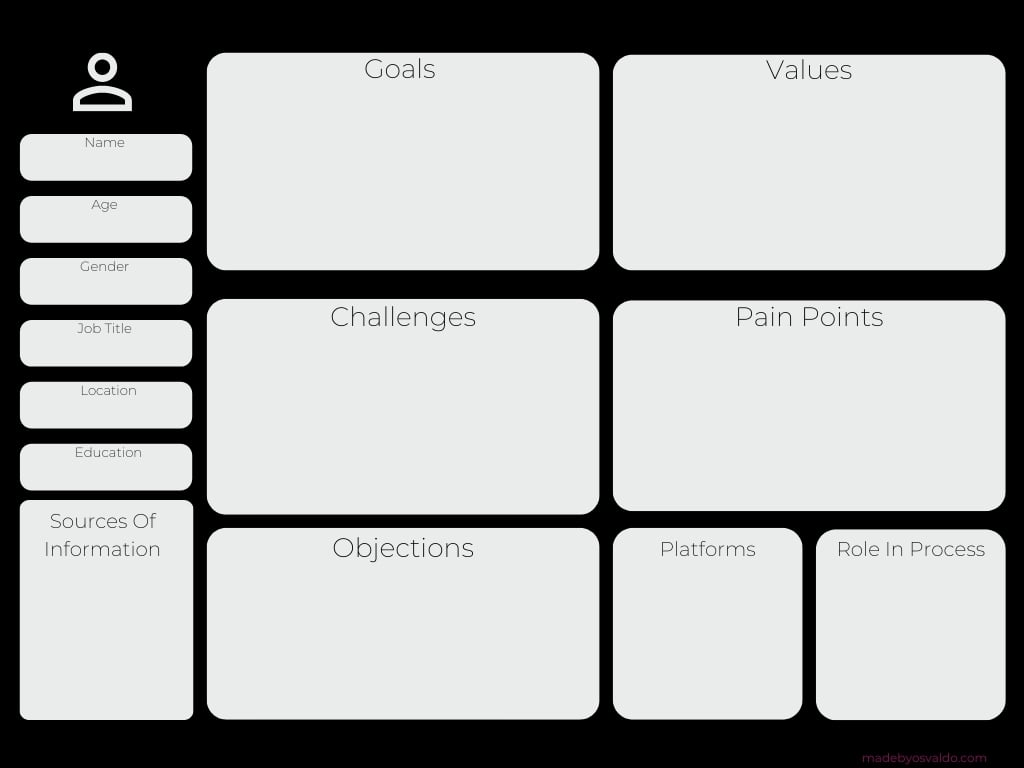 Name
Age
Gender
Job Title
Location
Education
Sources Of
Information
Goals
Values
Challenges
Pain Points
Objections
Platforms
Role In Process
madebyosvaldo.com